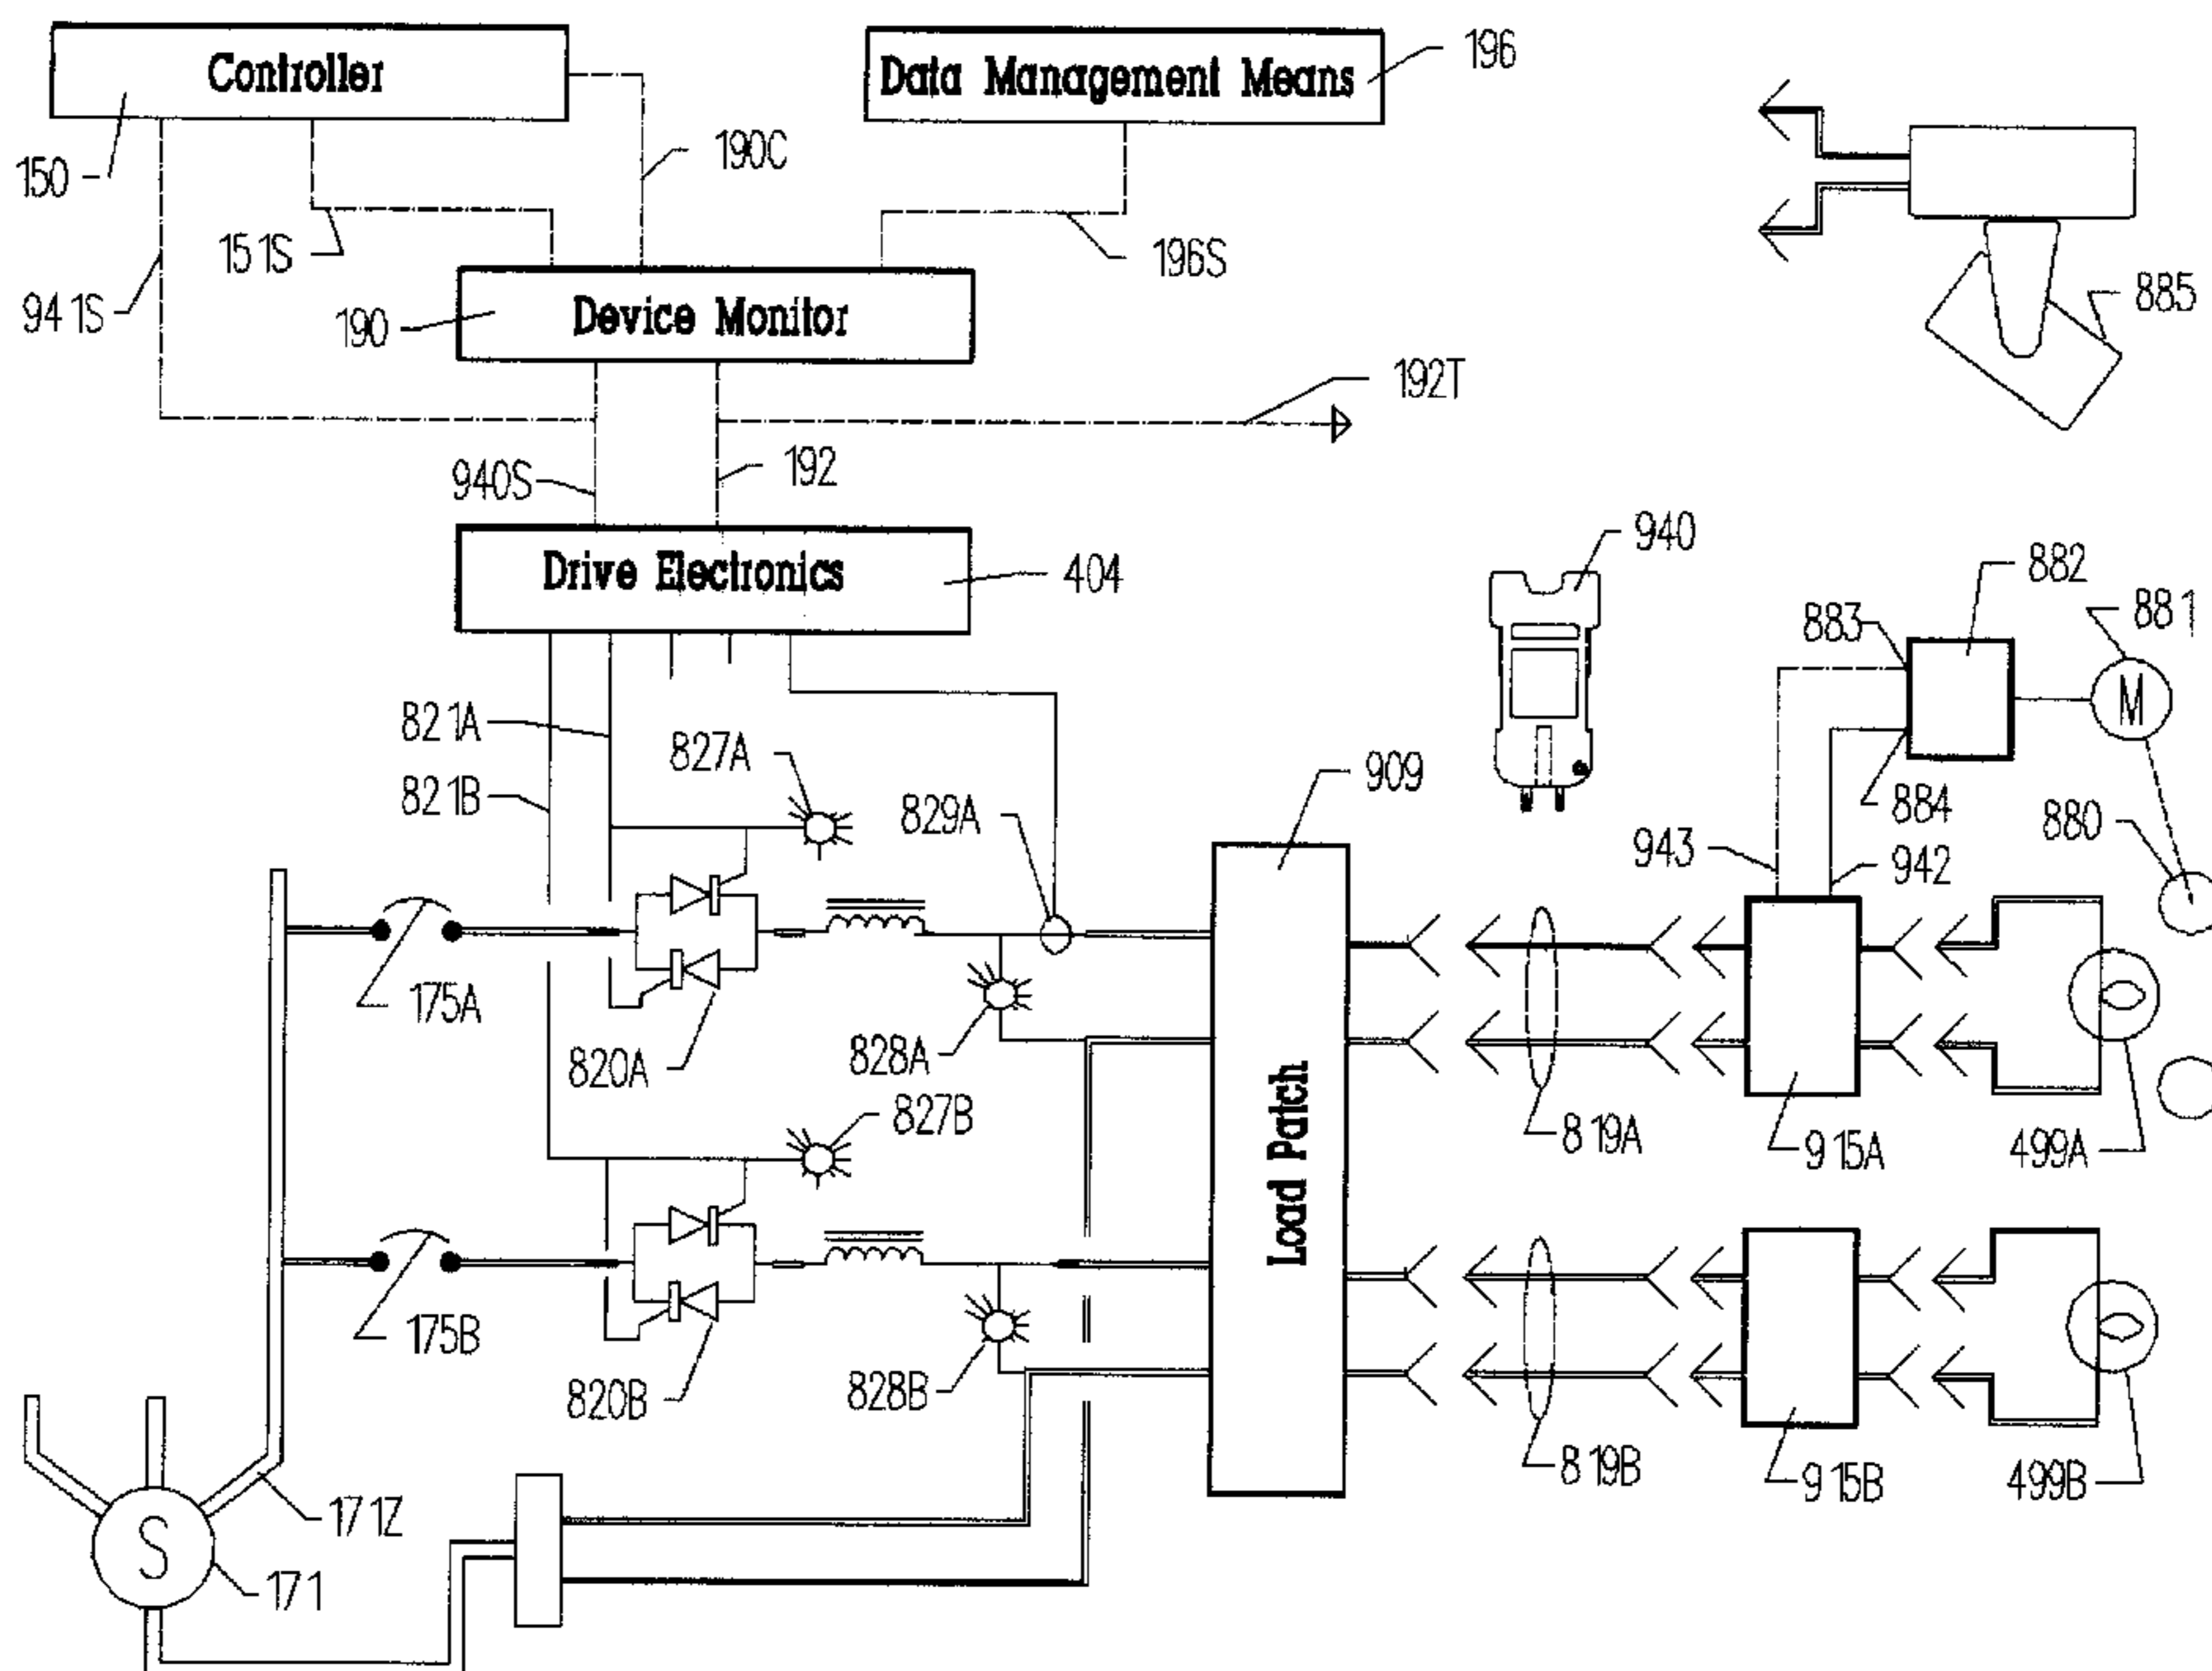 Controller
Data Management Means
196
150
190C
151S
196S
941S
190
Device Monitor
885
192T
940S
192
Drive Electronics
404
940
882
883
881
821A
827A
821B
829A
909
884
880
943
942
175A
820A
828A
827B
819A
915A
499A
Load Patch
175B
820B
828B
819B
915B
499B
171Z
S
171
M